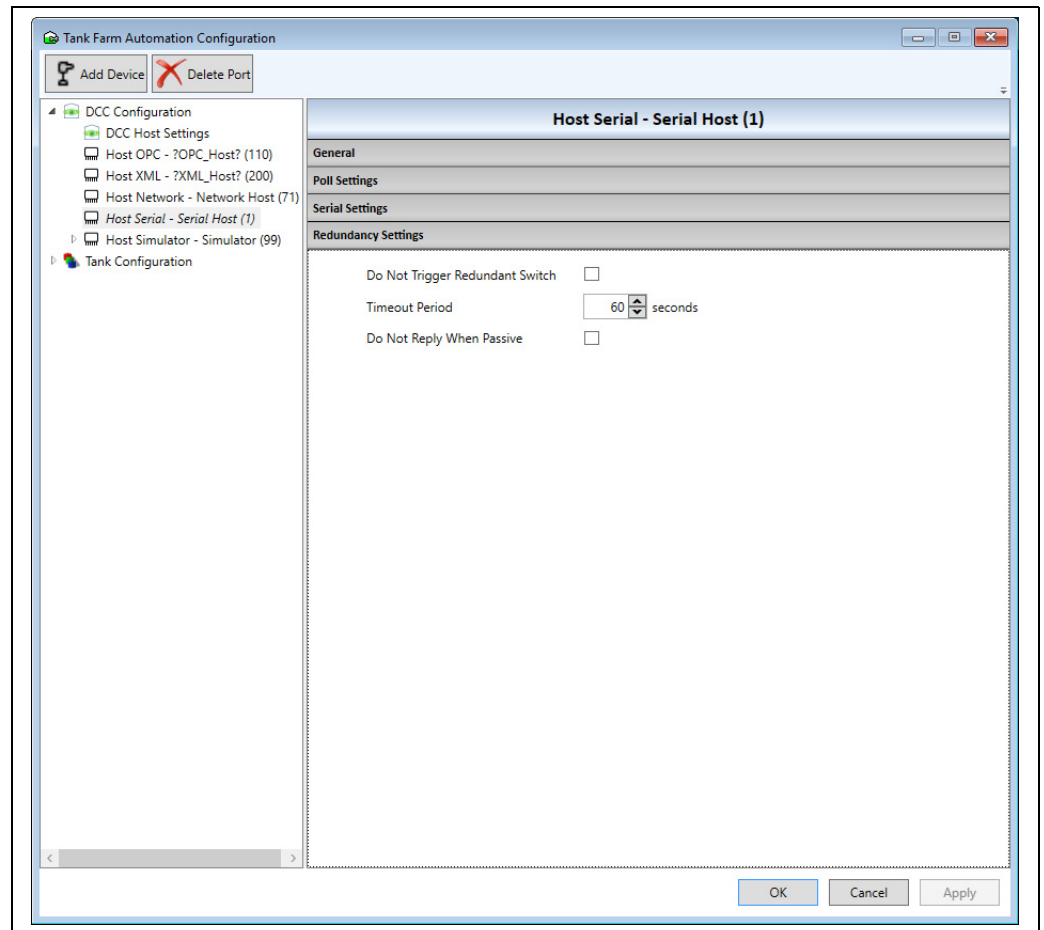 Tank Farm Automation Configuration
Add Device Delete Port
DCC Configuration
DCC Host Settings
Host OPC - ?OPC_Host? (110)
Host XML - ?XML_Host? (200)
Host Network - Network Host (71)
Host Serial - Serial Host (1)
Host Simulator - Simulator (99)
Tank Configuration
Host Serial - Serial Host (1)
General
Poll Settings
Serial Settings
Redundancy Settings
Do Not Trigger Redundant Switch
Timeout Period 60 seconds
Do Not Reply When Passive
OK Cancel Apply